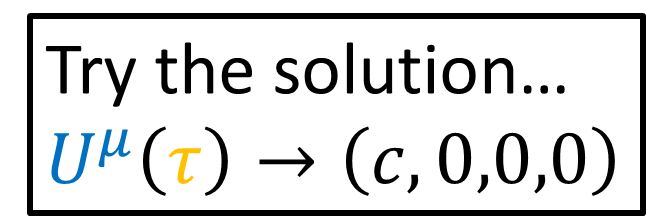 Try the solution…
𝑈^𝜇(𝜏) → (𝑐, 0,0,0)